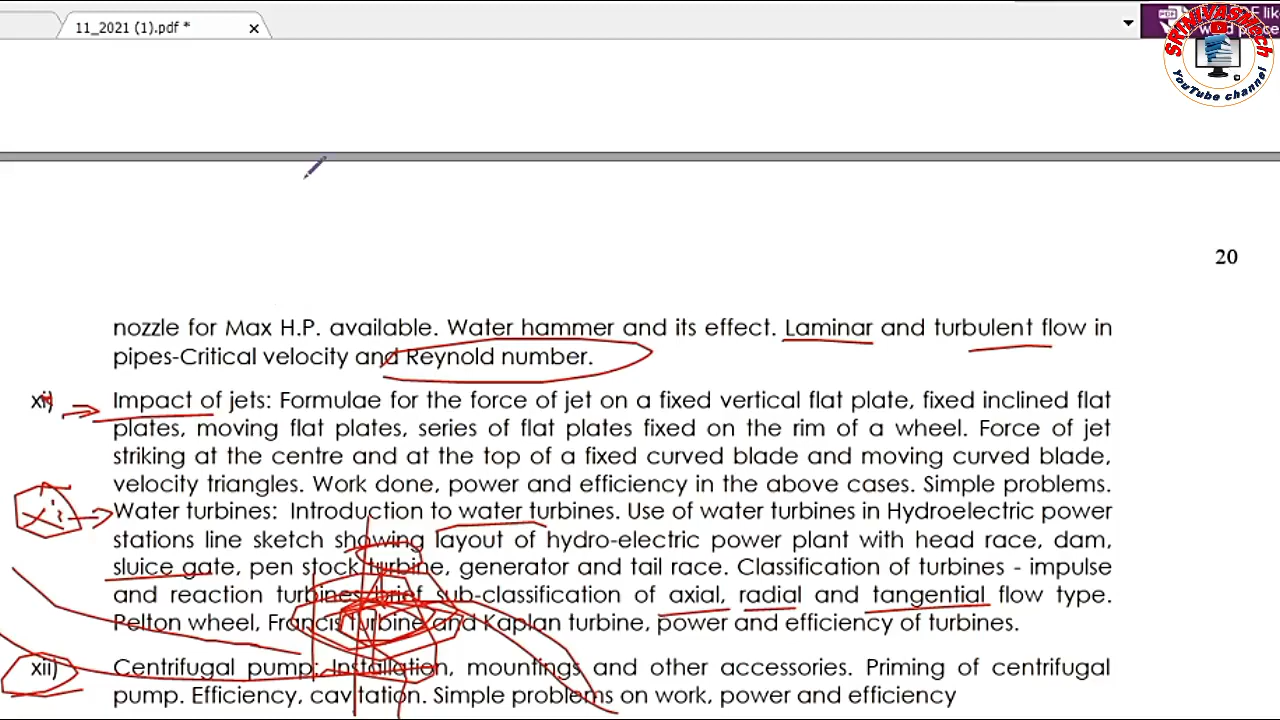 11_2021 (1).pdf *
SRINIVASMech
YouTube channel
20
nozzle for Max H.P. available. Water hammer and its effect. Laminar and turbulent flow in
pipes-Critical velocity and Reynold number.
xi) Impact of jets: Formulae for the force of jet on a fixed vertical flat plate, fixed inclined flat
plates, moving flat plates, series of flat plates fixed on the rim of a wheel. Force of jet
striking at the centre and at the top of a fixed curved blade and moving curved blade,
velocity triangles. Work done, power and efficiency in the above cases. Simple problems.
Water turbines: Introduction to water turbines. Use of water turbines in Hydroelectric power
stations line sketch showing layout of hydro-electric power plant with head race, dam,
sluice gate, pen stock turbine, generator and tail race. Classification of turbines - impulse
and reaction turbines brief sub-classification of axial, radial and tangential flow type.
Pelton wheel, Francis turbine and Kaplan turbine, power and efficiency of turbines.
xii) Centrifugal pump: Installation, mountings and other accessories. Priming of centrifugal
pump. Efficiency, cavitation. Simple problems on work, power and efficiency